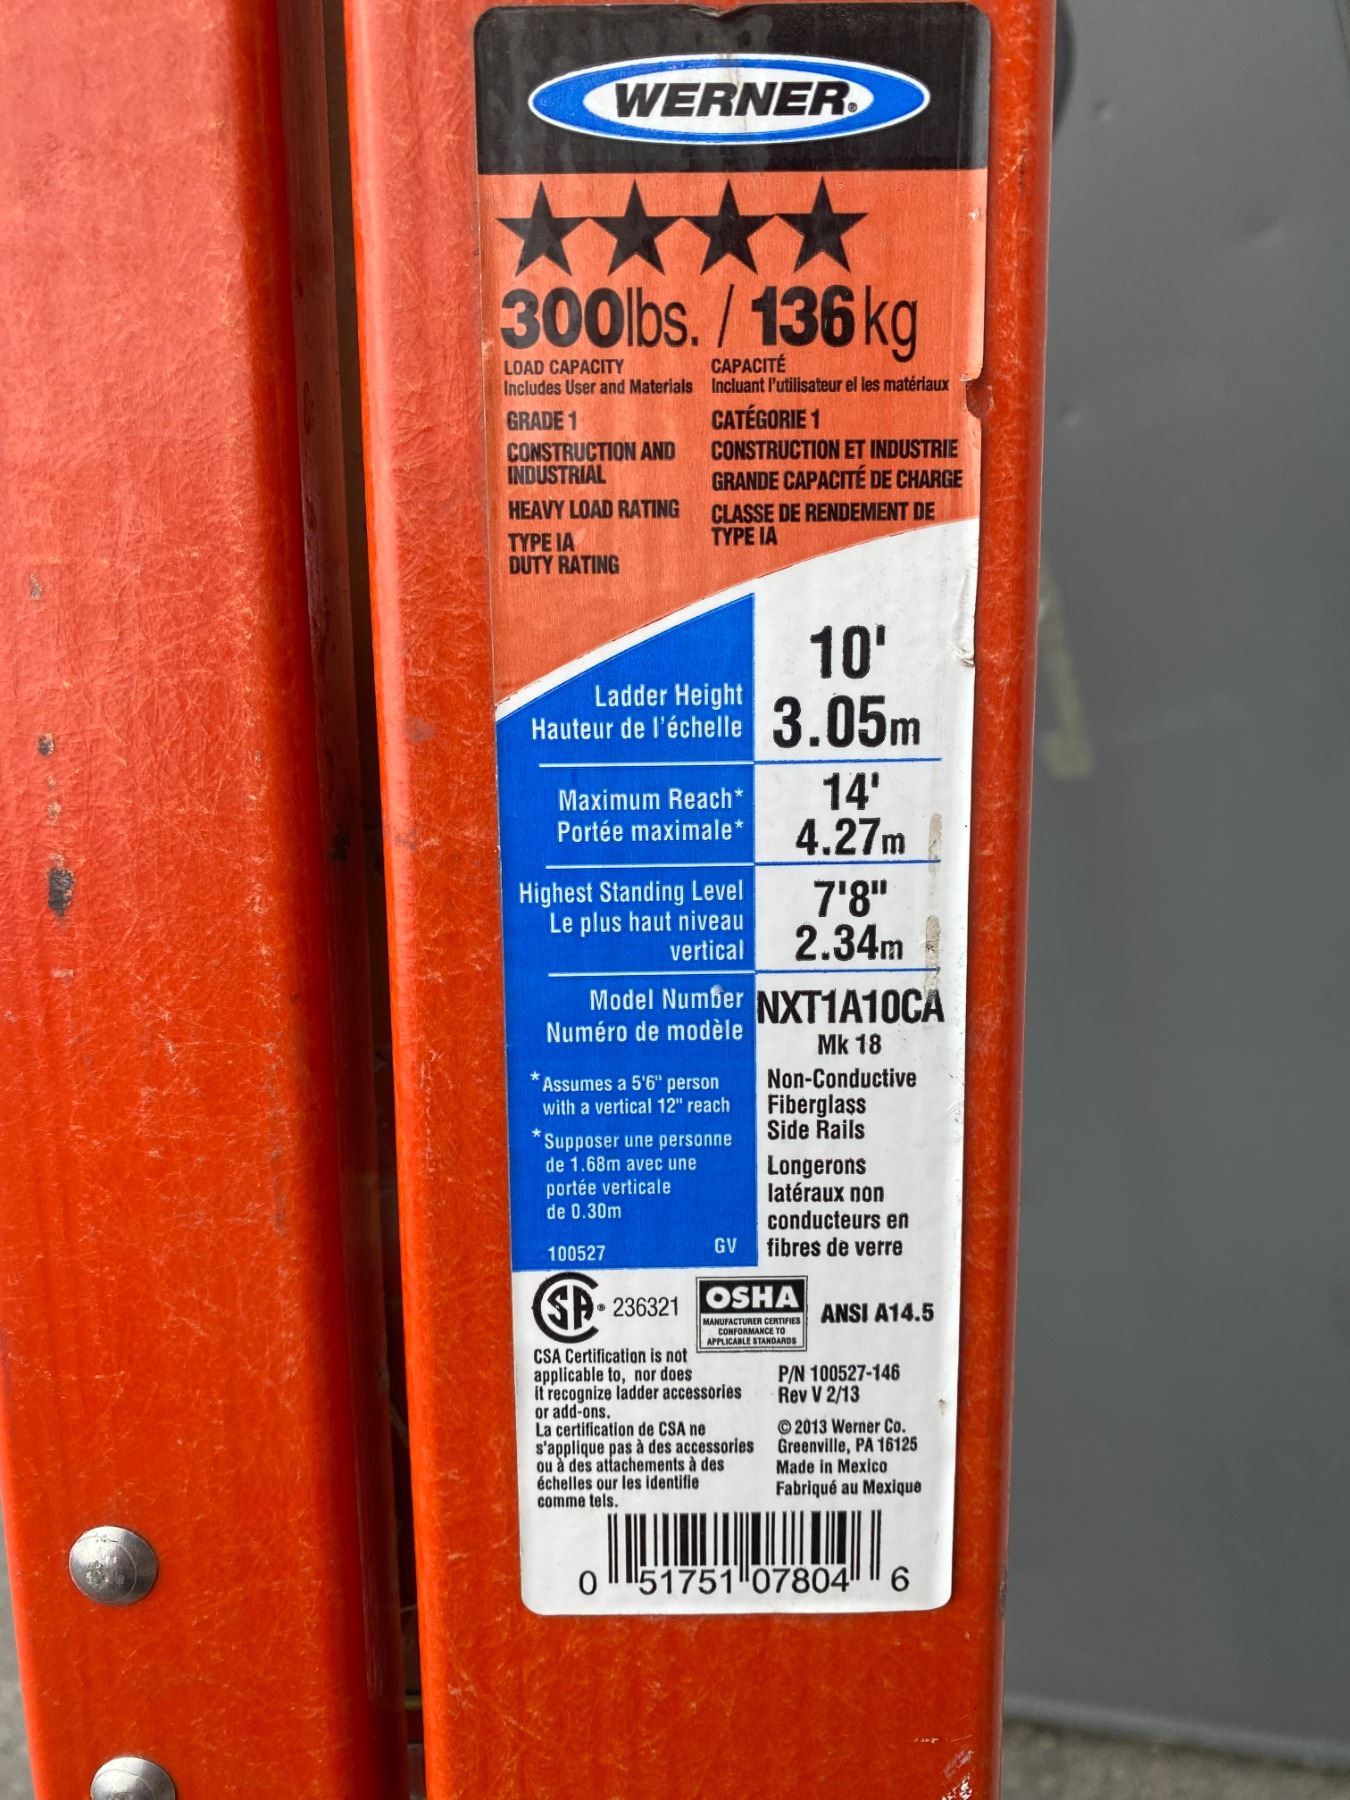 WERNER®
300lbs. / 136kg
LOAD CAPACITY
Includes User and Materials
CAPACITÉ
Incluant l'utilisateur el les matériaux
GRADE 1
CONSTRUCTION AND
INDUSTRIAL
HEAVY LOAD RATING
TYPE IA
DUTY RATING
CATÉGORIE 1
CONSTRUCTION ET INDUSTRIE
GRANDE CAPACITÉ DE CHARGE
CLASSE DE RENDEMENT DE
TYPE IA
Ladder Height
Hauteur de l'échelle
10'
3.05m
Maximum Reach*
Portée maximale*
14'
4.27m
Highest Standing Level
Le plus haut niveau
vertical
7'8"
2.34m
Model Number
Numéro de modèle
NXT1A10CA
Mk 18
*Assumes a 5'6" person
with a vertical 12" reach
*Supposer une personne
de 1.68m avec une
portée verticale
de 0.30m
100527 GV
Non-Conductive
Fiberglass
Side Rails
Longerons
latéraux non
conducteurs en
fibres de verre
CSA® 236321
OSHA
MANUFACTURER CERTIFIES
CONFORMANCE TO
APPLICABLE STANDARDS
ANSI A14.5
CSA Certification is not
applicable to, nor does
it recognize ladder accessories
or add-ons.
La certification de CSA ne
s'applique pas à des accessories
ou à des attachements à des
échelles our les identifie
comme tels.
P/N 100527-146
Rev V 2/13
© 2013 Werner Co.
Greenville, PA 16125
Made in Mexico
Fabriqué au Mexique
0 51751 07804 6